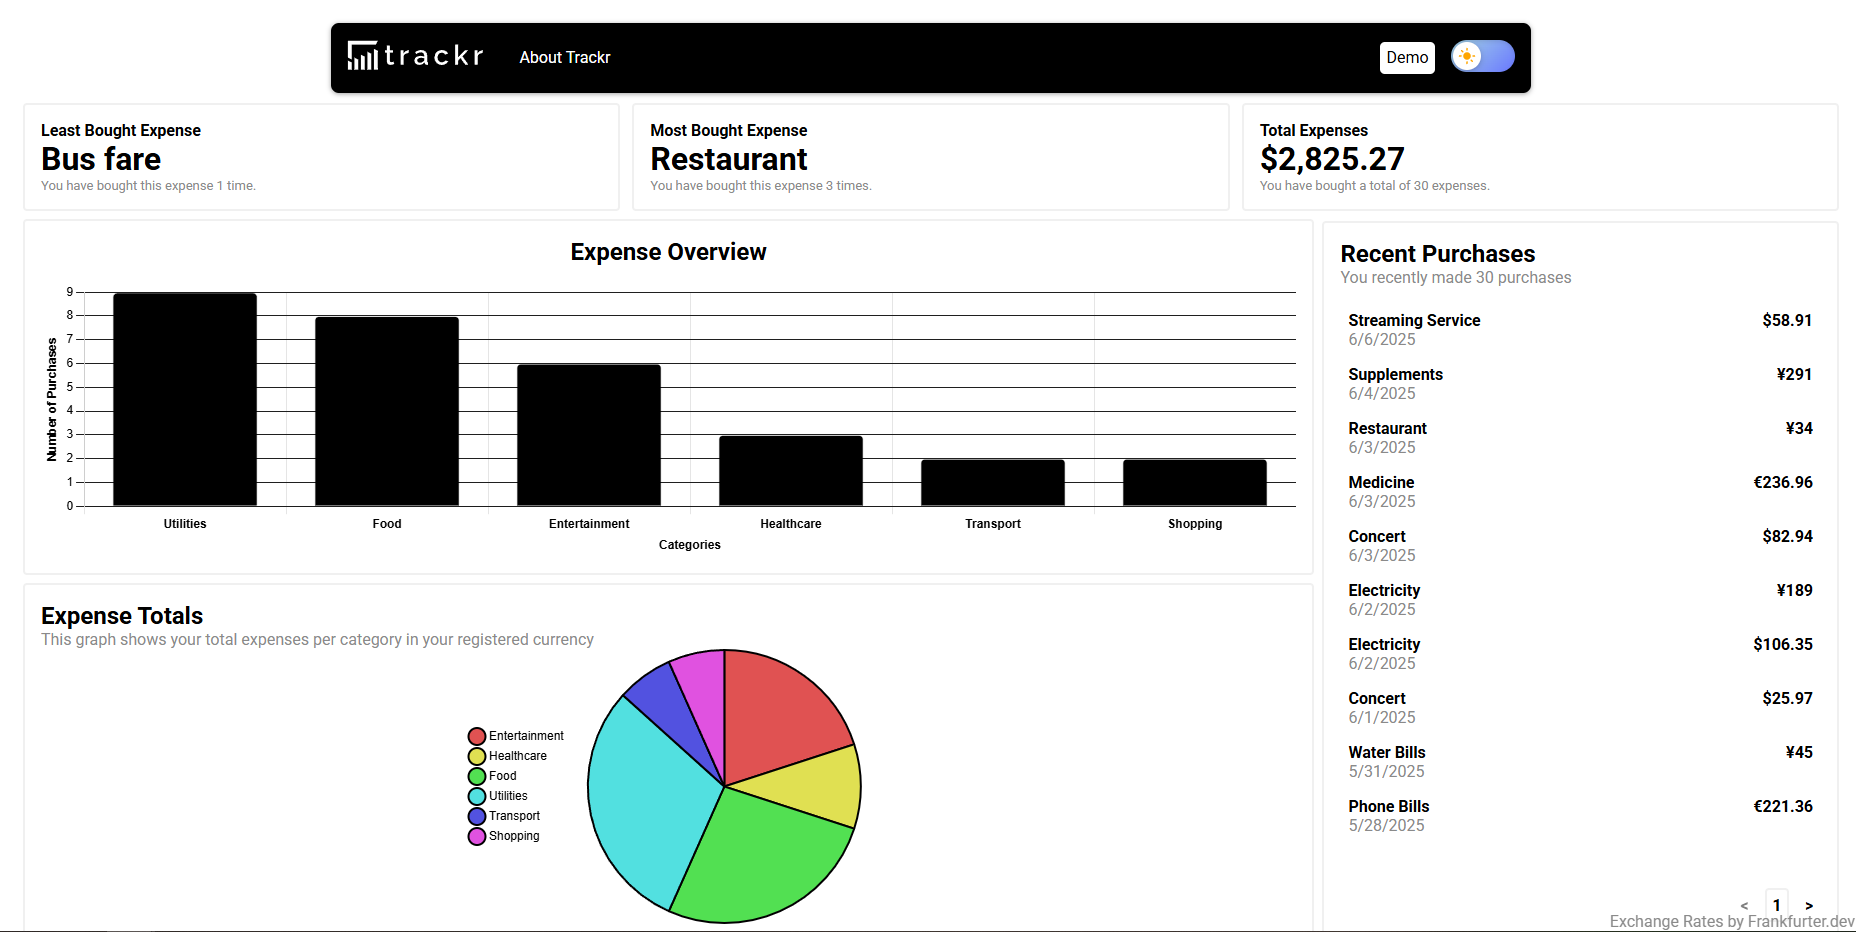 trackr
About Trackr
Demo
Least Bought Expense
Bus fare
You have bought this expense 1 time.
Most Bought Expense
Restaurant
You have bought this expense 3 times.
Total Expenses
$2,825.27
You have bought a total of 30 expenses.
Expense Overview
9
8
7
6
5
4
3
2
1
0
Number of Purchases
Utilities
Food
Entertainment
Healthcare
Transport
Shopping
Categories
Expense Totals
This graph shows your total expenses per category in your registered currency
Entertainment
Healthcare
Food
Utilities
Transport
Shopping
Recent Purchases
You recently made 30 purchases
Streaming Service $58.91
6/6/2025
Supplements ¥291
6/4/2025
Restaurant ¥34
6/3/2025
Medicine €236.96
6/3/2025
Concert $82.94
6/3/2025
Electricity ¥189
6/2/2025
Electricity $106.35
6/2/2025
Concert $25.97
6/1/2025
Water Bills ¥45
5/31/2025
Phone Bills €221.36
5/28/2025
< 1 >
Exchange Rates by Frankfurter.dev